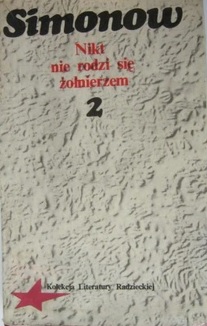 Simonow
Nikt
nie rodzi się
żołnierzem
2
Kolekcja Literatury Radzieckiej